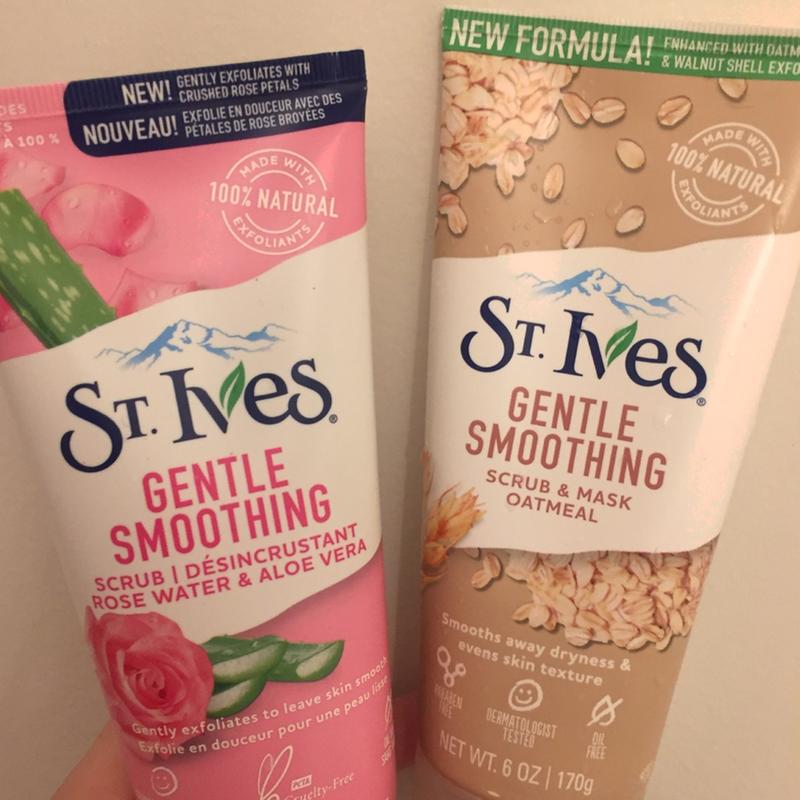 NEW! GENTLY EXFOLIATES WITH
CRUSHED ROSE PETALS
NOUVEAU! EXFOLIE EN DOUCEUR AVEC DES
PÉTALES DE ROSE BROYÉES
À 100 %
MADE WITH
100% NATURAL
EXFOLIANTS
ST. IVES®
GENTLE
SMOOTHING
SCRUB | DÉSINCRUSTANT
ROSE WATER & ALOE VERA
Gently exfoliates to leave skin smooth
Exfolie en douceur pour une peau lisse
PETA
Cruelty-Free
NEW FORMULA! ENHANCED WITH OATM
& WALNUT SHELL EXFO
MADE WITH
100% NATURAL
EXFOLIANTS
ST. IVES®
GENTLE
SMOOTHING
SCRUB & MASK
OATMEAL
Smooths away dryness &
evens skin texture
PARABEN
FREE
DERMATOLOGIST
TESTED
OIL
FREE
NET WT. 6 OZ | 170g